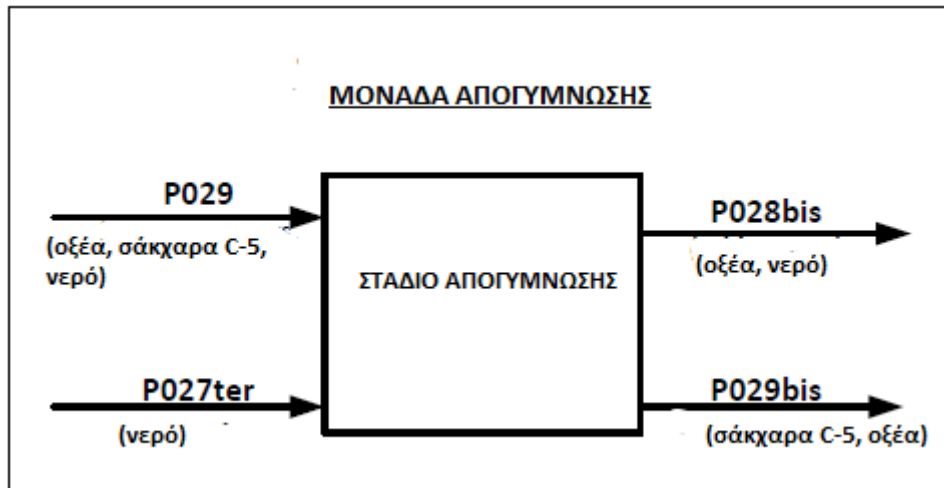 ΜΟΝΑΔΑ ΑΠΟΓΥΜΝΩΣΗΣ
P029
(οξέα, σάκχαρα C-5,
νερό)
P027ter
(νερό)
ΣΤΑΔΙΟ ΑΠΟΓΥΜΝΩΣΗΣ
P028bis
(οξέα, νερό)
P029bis
(σάκχαρα C-5, οξέα)